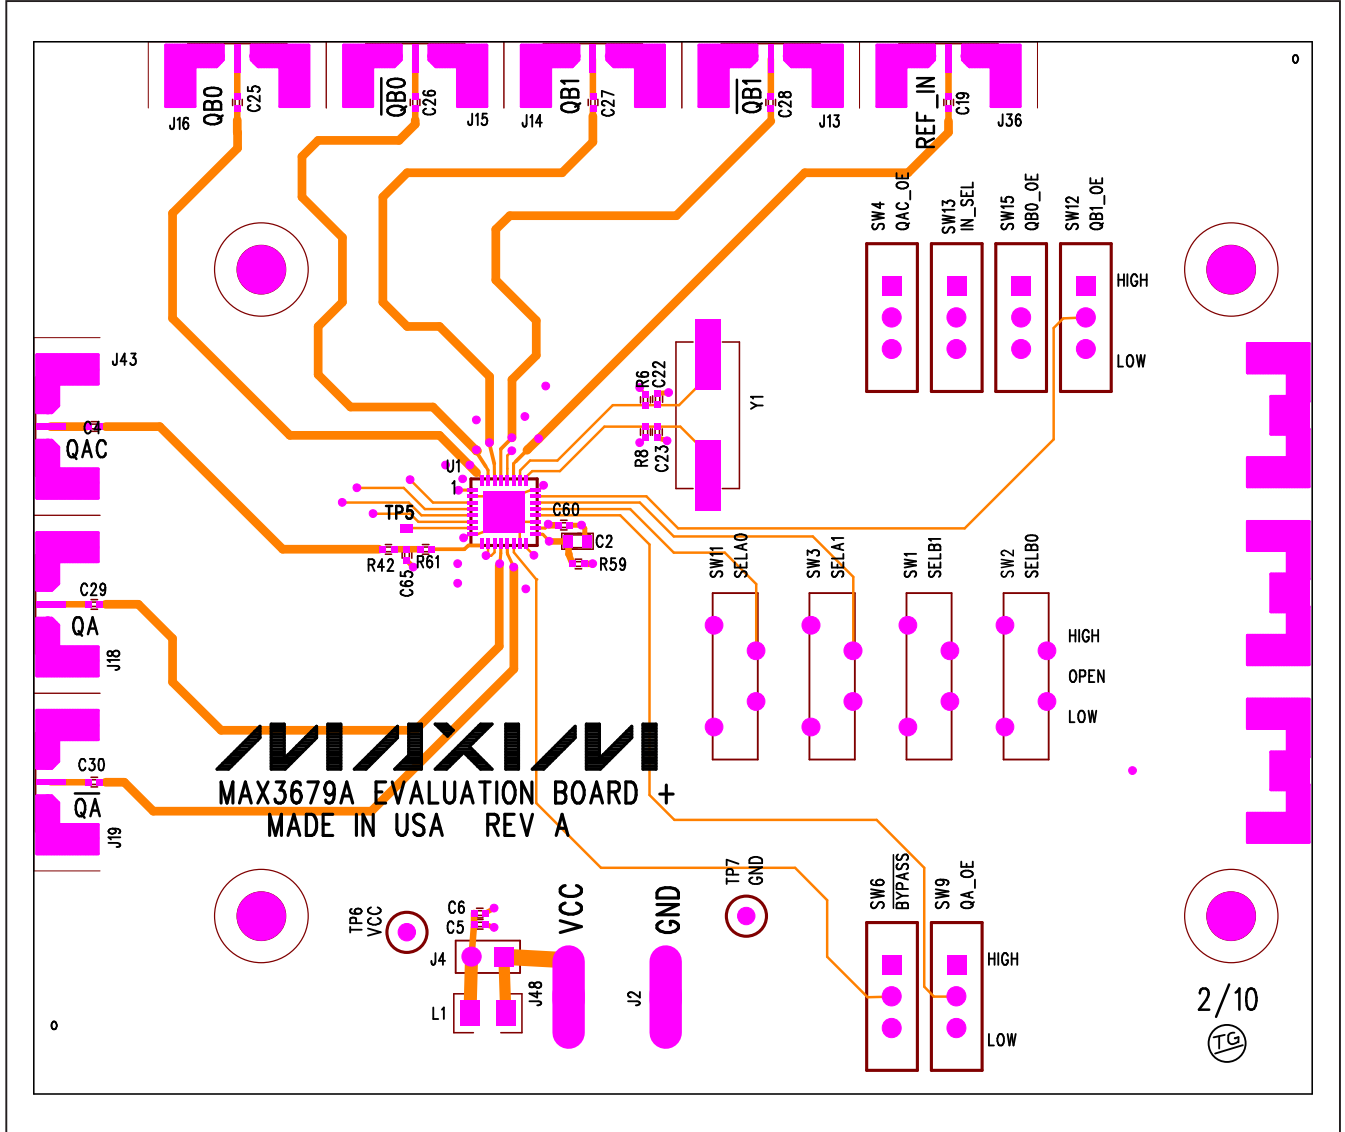 QB0
C25
J16
QB0
C26
J15
QB1
C27
J14
QB1
C28
J13
REF_IN
C19
J36
SW4
QAC_OE
SW13
IN_SEL
SW15
QB0_OE
SW12
QB1_OE
HIGH
LOW
J43
C4
QAC
R6
C22
Y1
R8
C23
U1
1
TP5
C60
C2
R59
R42
C65
R61
C29
QA
J18
C30
QA
J19
SW11
SELA0
SW3
SELA1
SW1
SELB1
SW2
SELB0
HIGH
OPEN
LOW
MAXIM
MAX3679A EVALUATION BOARD +
MADE IN USA REV A
TP6
VCC
C6
C5
J4
L1
VCC
J48
GND
J2
TP7
GND
SW6
BYPASS
SW9
QA_OE
HIGH
LOW
2/10
TG